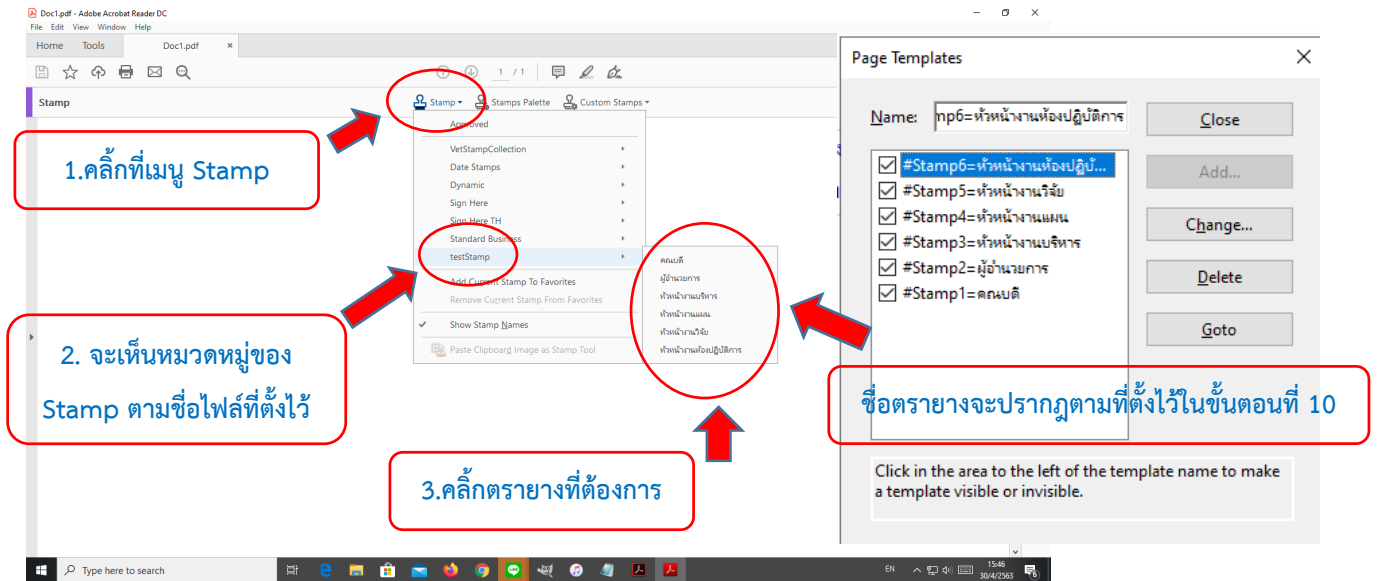 Doc1.pdf - Adobe Acrobat Reader DC
File Edit View Window Help
Home Tools Doc1.pdf ×
1 / 1
Stamp
Stamp Stamps Palette Custom Stamps
Approved
VetStampCollection
Date Stamps
Dynamic
Sign Here
Sign Here TH
Standard Business
testStamp
Add Current Stamp To Favorites
Remove Current Stamp From Favorites
Show Stamp Names
Paste Clipboard Image as Stamp Tool
คณบดี
ผู้อำนวยการ
หัวหน้างานบริหาร
หัวหน้างานแผน
หัวหน้างานวิจัย
หัวหน้างานห้องปฏิบัติการ
1.คลิ้กที่เมนู Stamp
2. จะเห็นหมวดหมู่ของ
Stamp ตามชื่อไฟล์ที่ตั้งไว้
3.คลิ้กตรายางที่ต้องการ
Page Templates
Name: mp6=หัวหน้างานห้องปฏิบัติการ
Close
#Stamp6=หัวหน้างานห้องปฏิบั...
Add...
#Stamp5=หัวหน้างานวิจัย
#Stamp4=หัวหน้างานแผน
Change...
#Stamp3=หัวหน้างานบริหาร
#Stamp2=ผู้อำนวยการ
Delete
#Stamp1=คณบดี
Goto
ชื่อตรายางจะปรากฎตามที่ตั้งไว้ในขั้นตอนที่ 10
Click in the area to the left of the template name to make
a template visible or invisible.
Type here to search
EN 15:46
30/4/2563